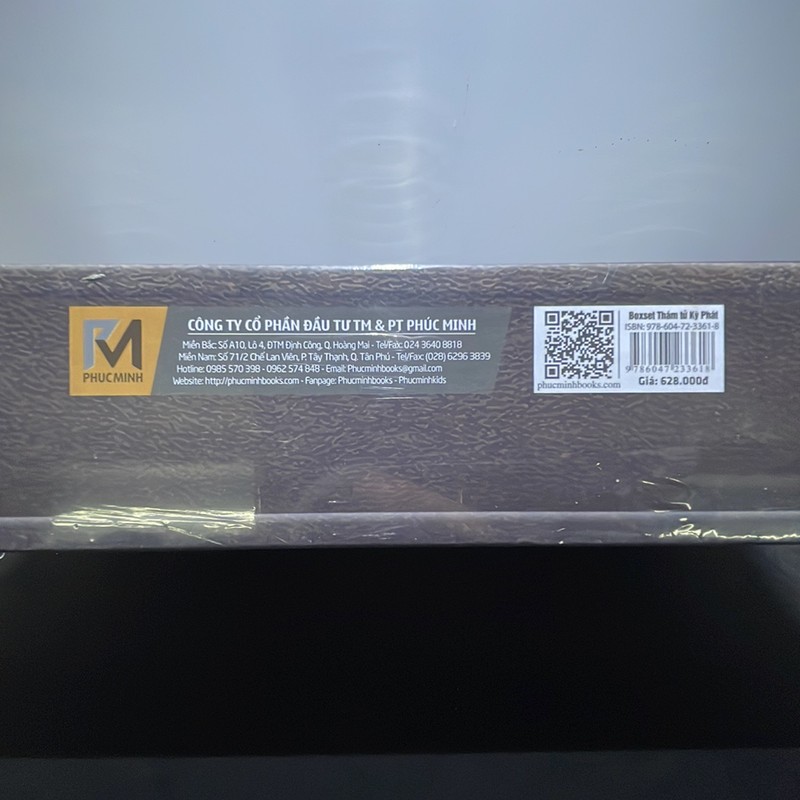 PHUCMINH
CÔNG TY CỔ PHẦN ĐẦU TƯ TM & PT PHÚC MINH
Miền Bắc: Số A10, Lô 4, ĐTM Định Công, Q. Hoàng Mai - Tel/Fax: 024 3640 8818
Miền Nam: Số 71/2 Chế Lan Viên, P. Tây Thạnh, Q. Tân Phú - Tel/Fax: (028) 6296 3839
Hotline: 0985 570 398 - 0962 574 848 - Email: Phucminhbooks@gmail.com
Website: http://phucminhbooks.com - Fanpage: Phucminhbooks - Phucminhkids
phucminhbooks.com
Boxset Thám tử Kỳ Phát
ISBN: 978-604-72-3361-8
9 786047 233618
Giá: 628.000đ